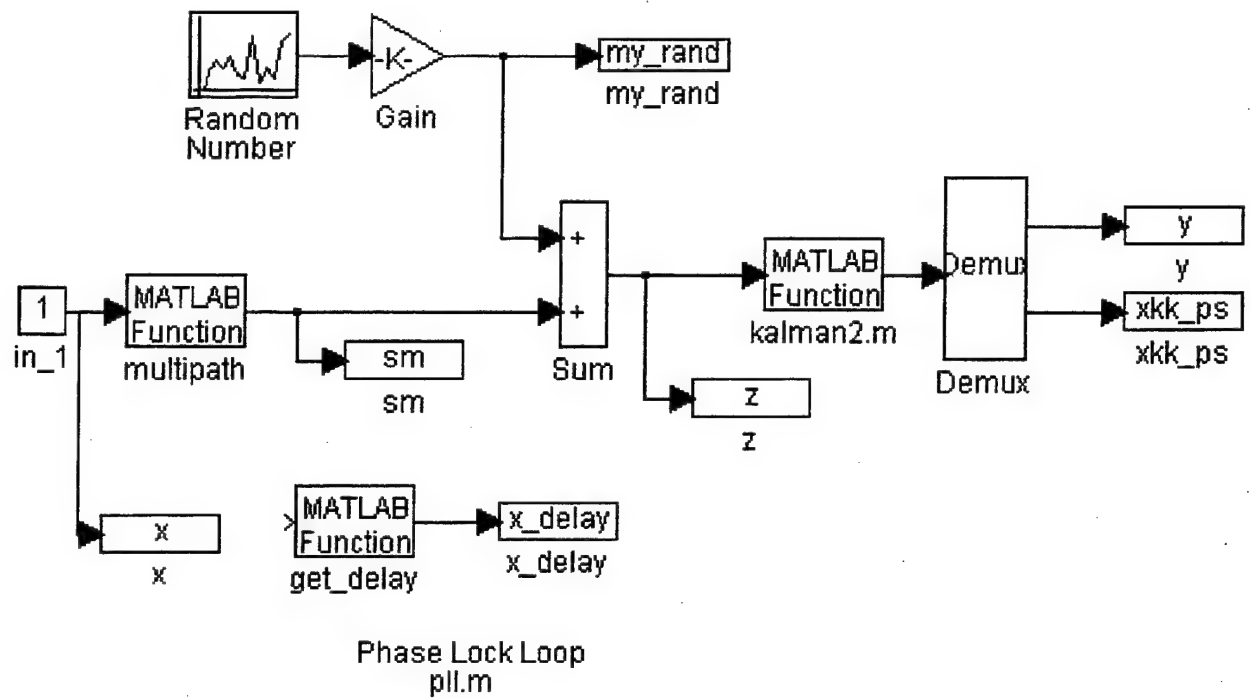 -K-
my_rand
Random
Number
Gain
my_rand
+
MATLAB
Function
kalman2.m
Demux
Demux
y
y
xkk_ps
xkk_ps
1
in_1
MATLAB
Function
multipath
+
Sum
sm
sm
z
z
x
x
MATLAB
Function
get_delay
x_delay
x_delay
Phase Lock Loop
pll.m